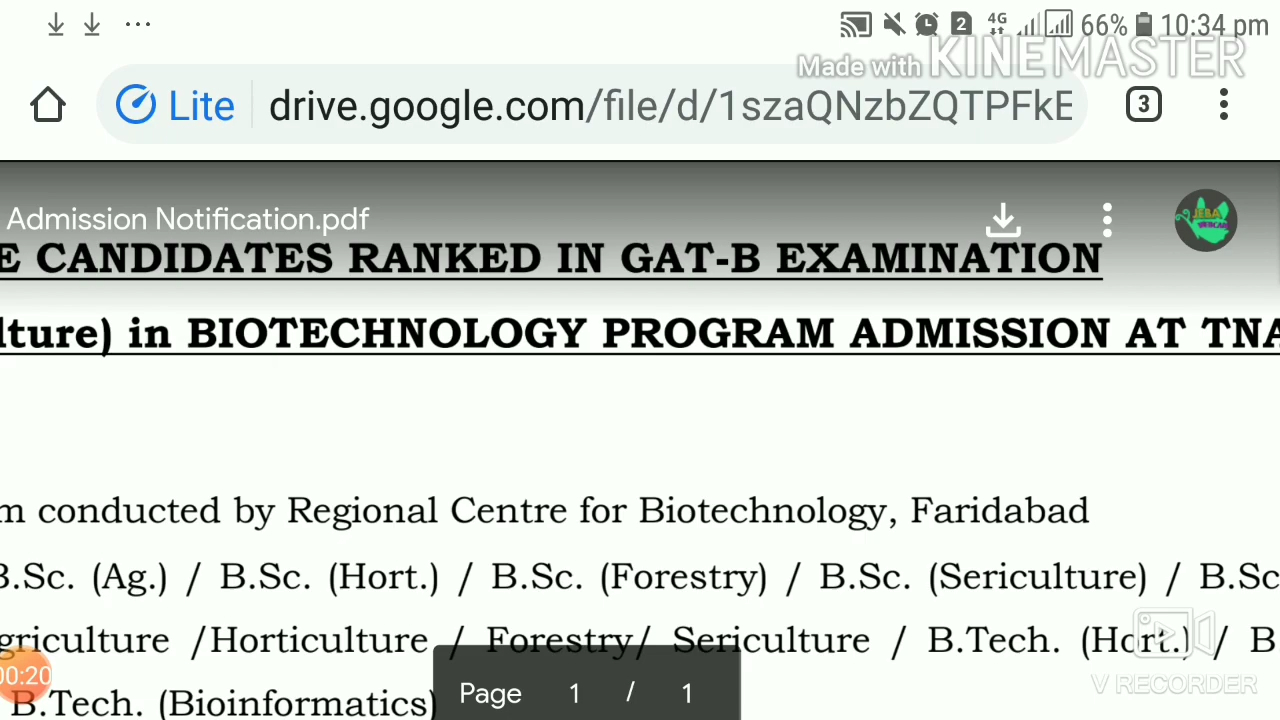 2 4G 66% 10:34 pm
Made with KINEMASTER
Lite drive.google.com/file/d/1szaQNzbZQTPFkE 3
Admission Notification.pdf
JEBA
E CANDIDATES RANKED IN GAT-B EXAMINATION
lture) in BIOTECHNOLOGY PROGRAM ADMISSION AT TNA
m conducted by Regional Centre for Biotechnology, Faridabad
B.Sc. (Ag.) / B.Sc. (Hort.) / B.Sc. (Forestry) / B.Sc. (Sericulture) / B.Sc
griculture /Horticulture / Forestry/ Sericulture / B.Tech. (Hort.) / B
00:20
B.Tech. (Bioinformatics)
Page 1 / 1
V RECORDER